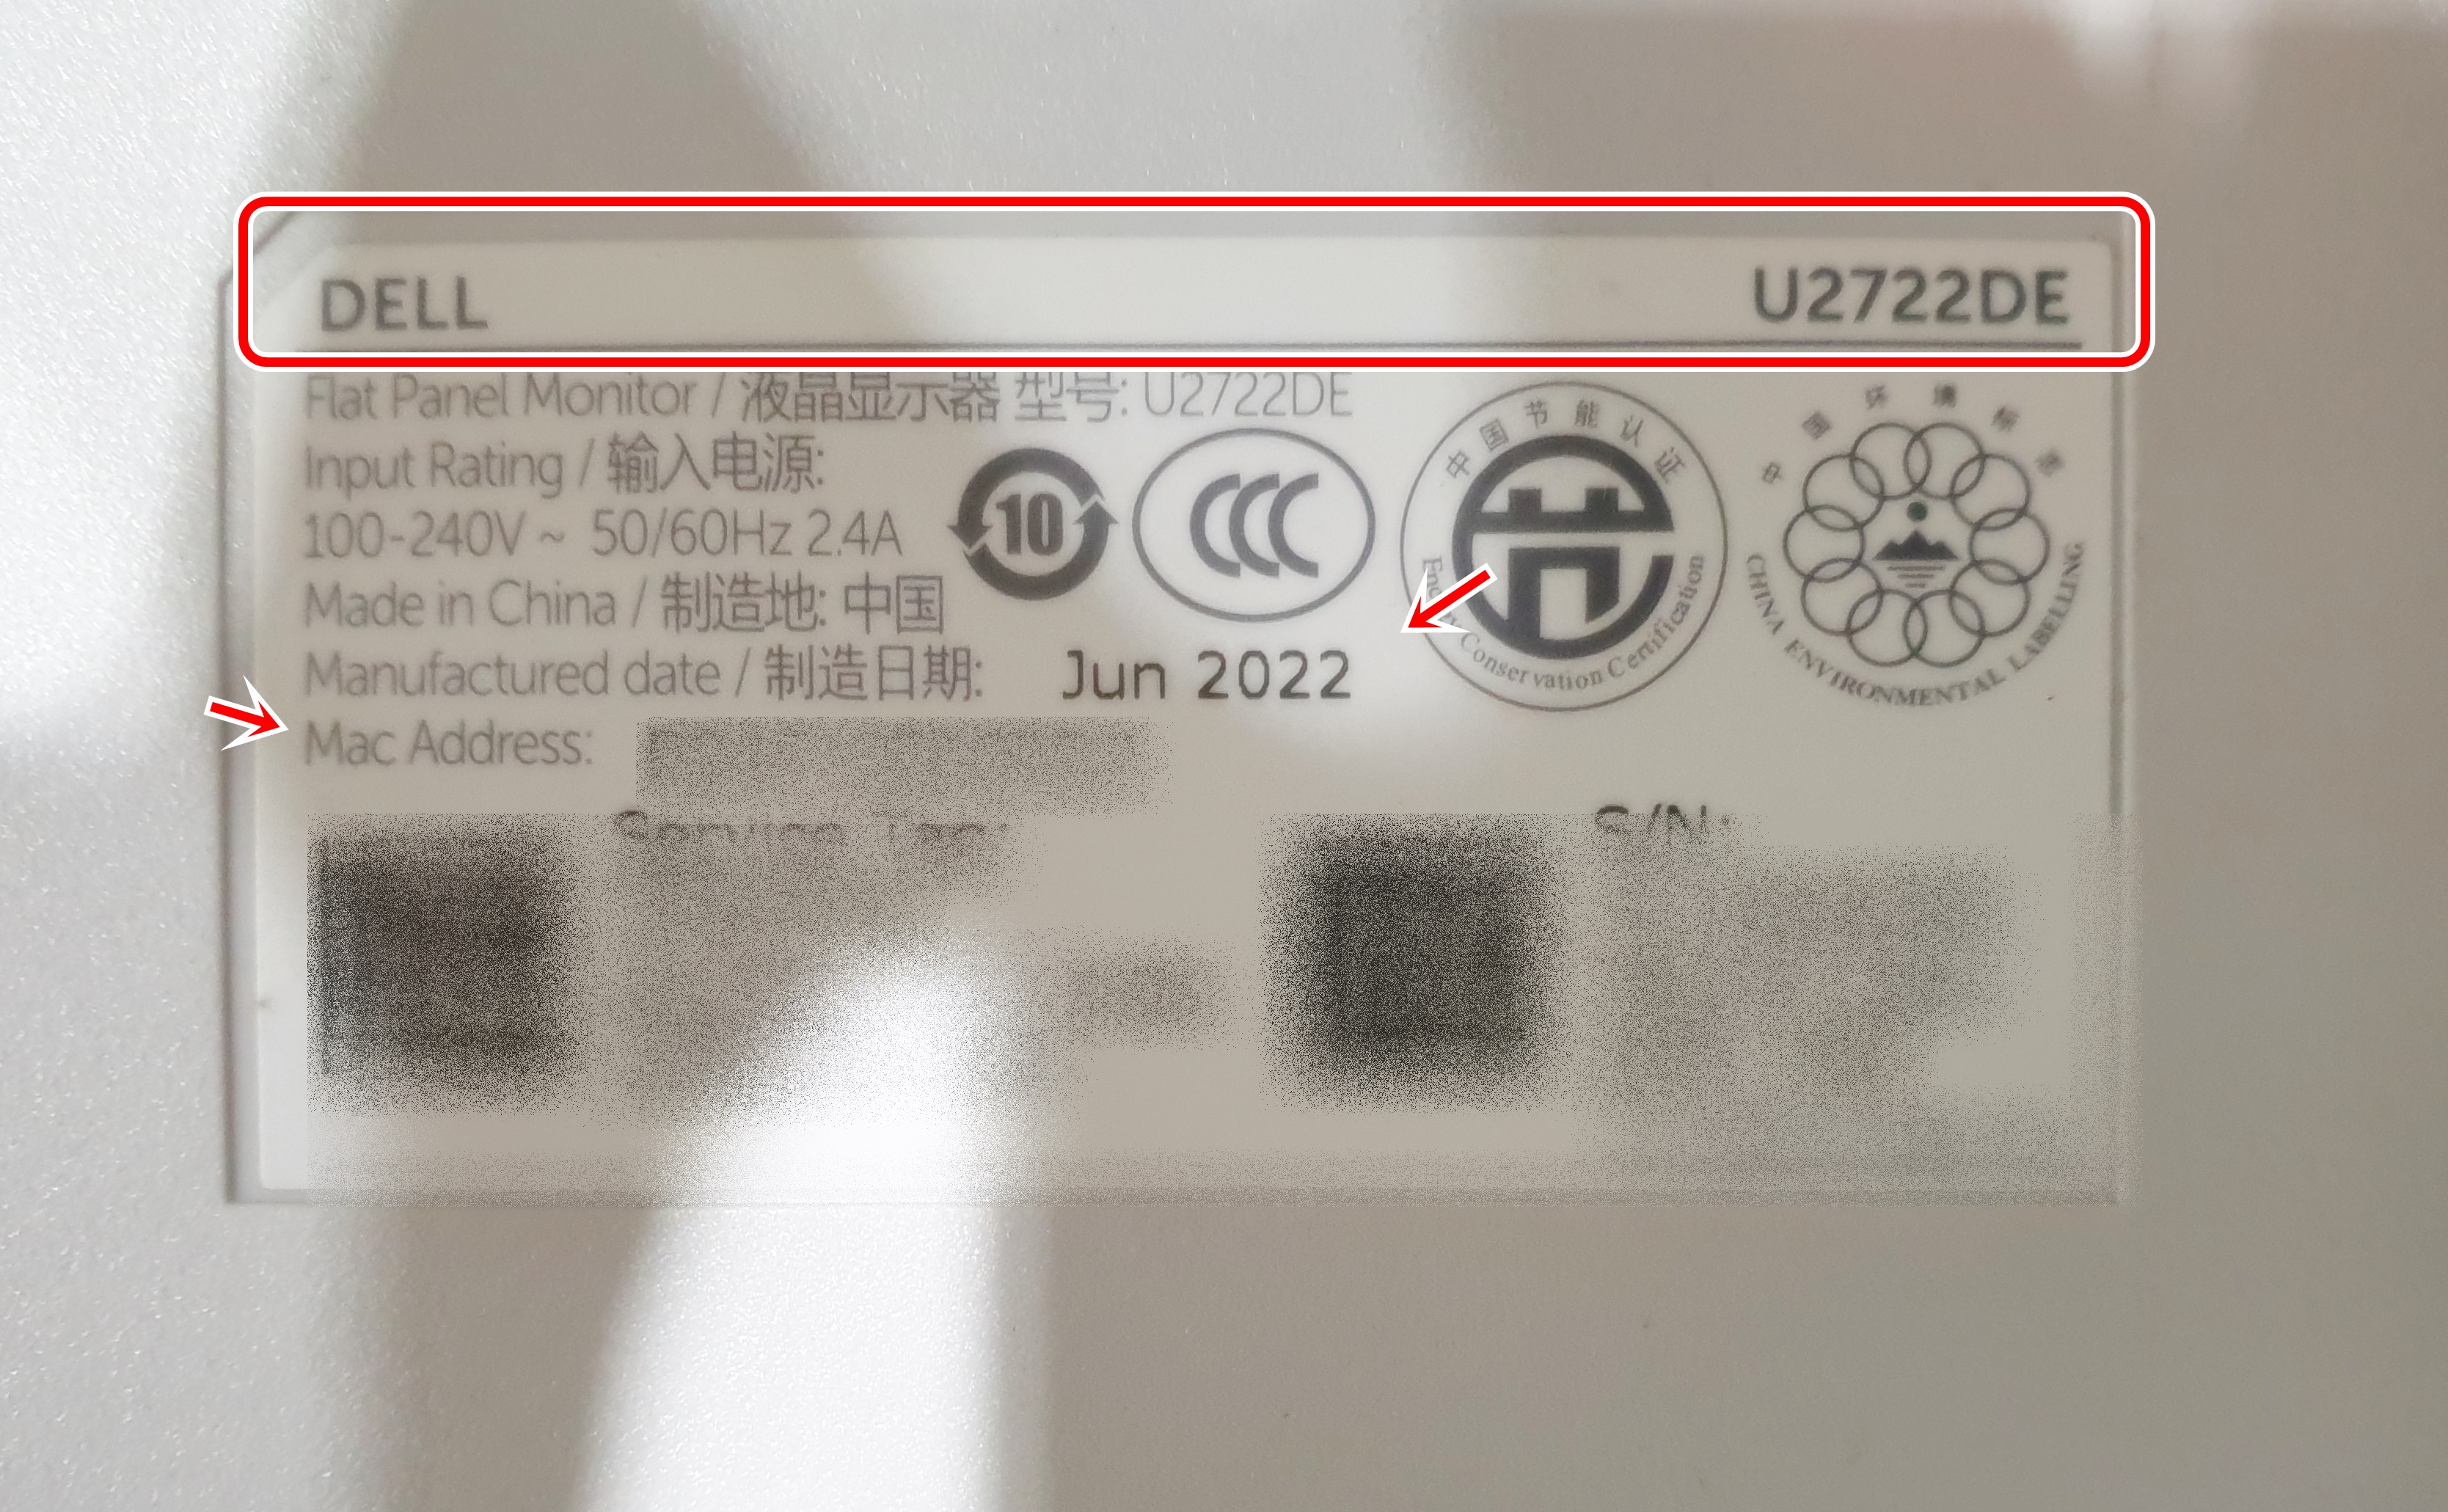 DELL U2722DE
Flat Panel Monitor / 液晶显示器 型号: U2722DE
Input Rating / 输入电源:
100-240V ~ 50/60Hz 2.4A
Made in China / 制造地: 中国
Manufactured date / 制造日期: Jun 2022
Mac Address:
S/N:
10
CCC
中国节能认证
节
Energy Conservation Certification
中国环境标志
CHINA ENVIRONMENTAL LABELLING